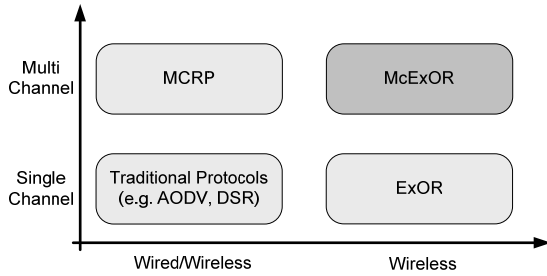 Multi
Channel
MCRP
McExOR
Single
Channel
Traditional Protocols
(e.g. AODV, DSR)
ExOR
Wired/Wireless
Wireless